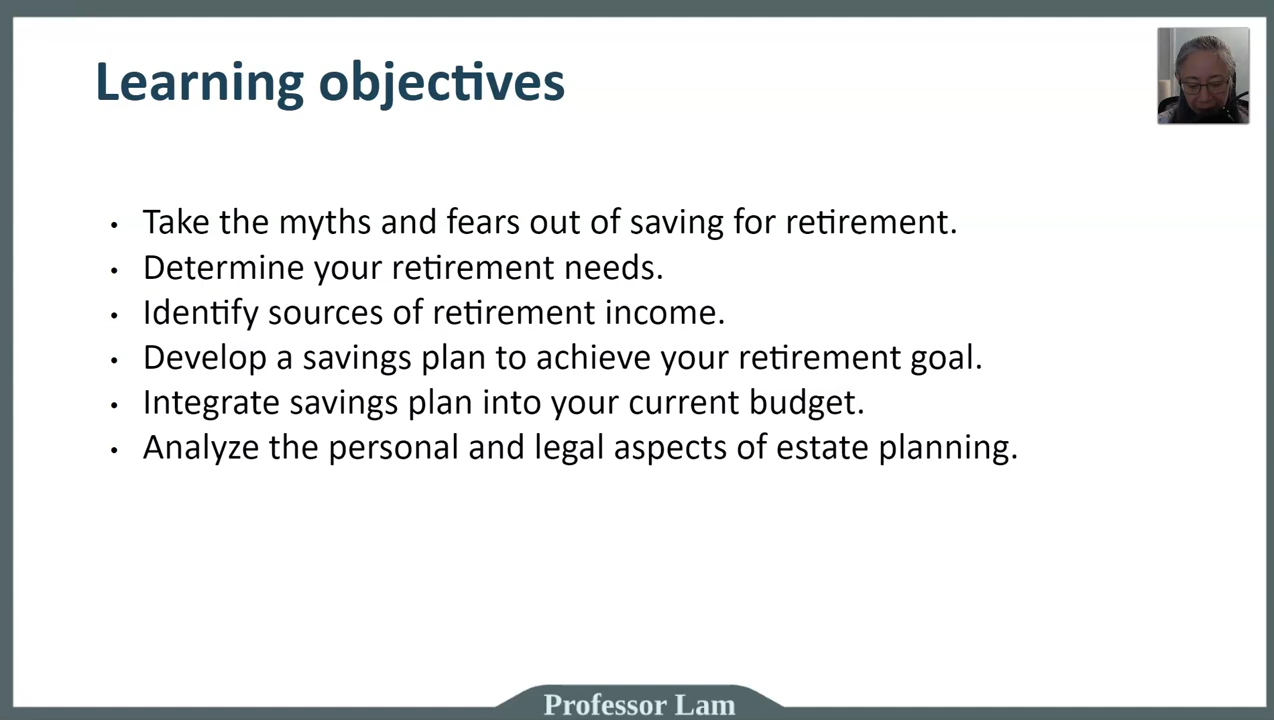 Learning objectives
• Take the myths and fears out of saving for retirement.
• Determine your retirement needs.
• Identify sources of retirement income.
• Develop a savings plan to achieve your retirement goal.
• Integrate savings plan into your current budget.
• Analyze the personal and legal aspects of estate planning.
Professor Lam